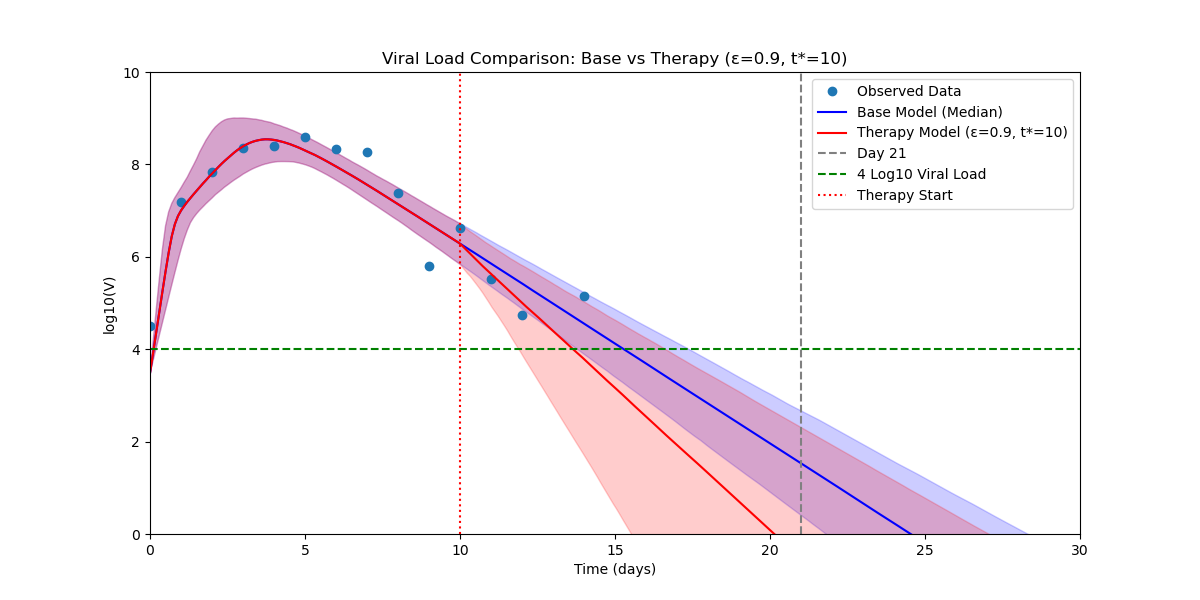 Viral Load Comparison: Base vs Therapy (ε=0.9, t*=10)
Observed Data
Base Model (Median)
Therapy Model (ε=0.9, t*=10)
Day 21
4 Log10 Viral Load
Therapy Start
log10(V)
10
8
6
4
2
0
0 5 10 15 20 25 30
Time (days)